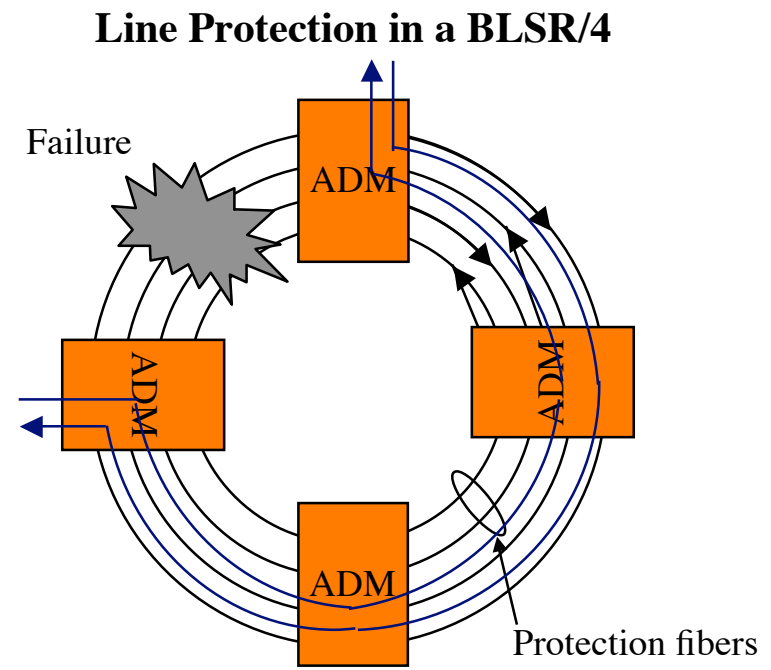 Line Protection in a BLSR/4
Failure
ADM
ADM
ADM
ADM
Protection fibers